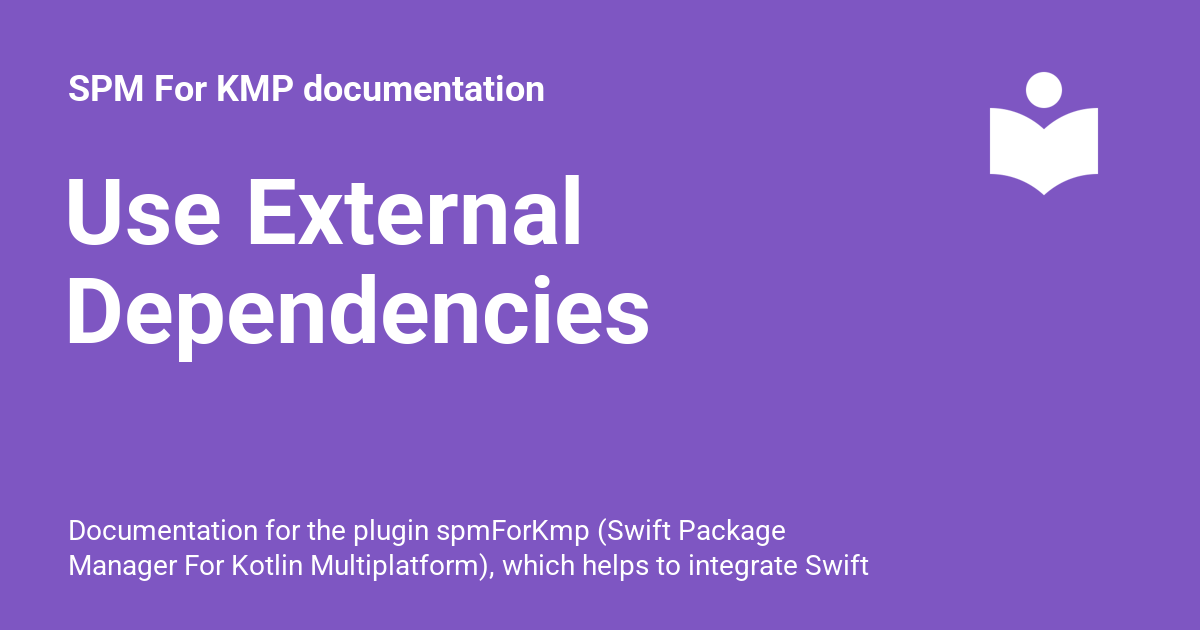 SPM For KMP documentation
Use External
Dependencies
Documentation for the plugin spmForKmp (Swift Package
Manager For Kotlin Multiplatform), which helps to integrate Swift